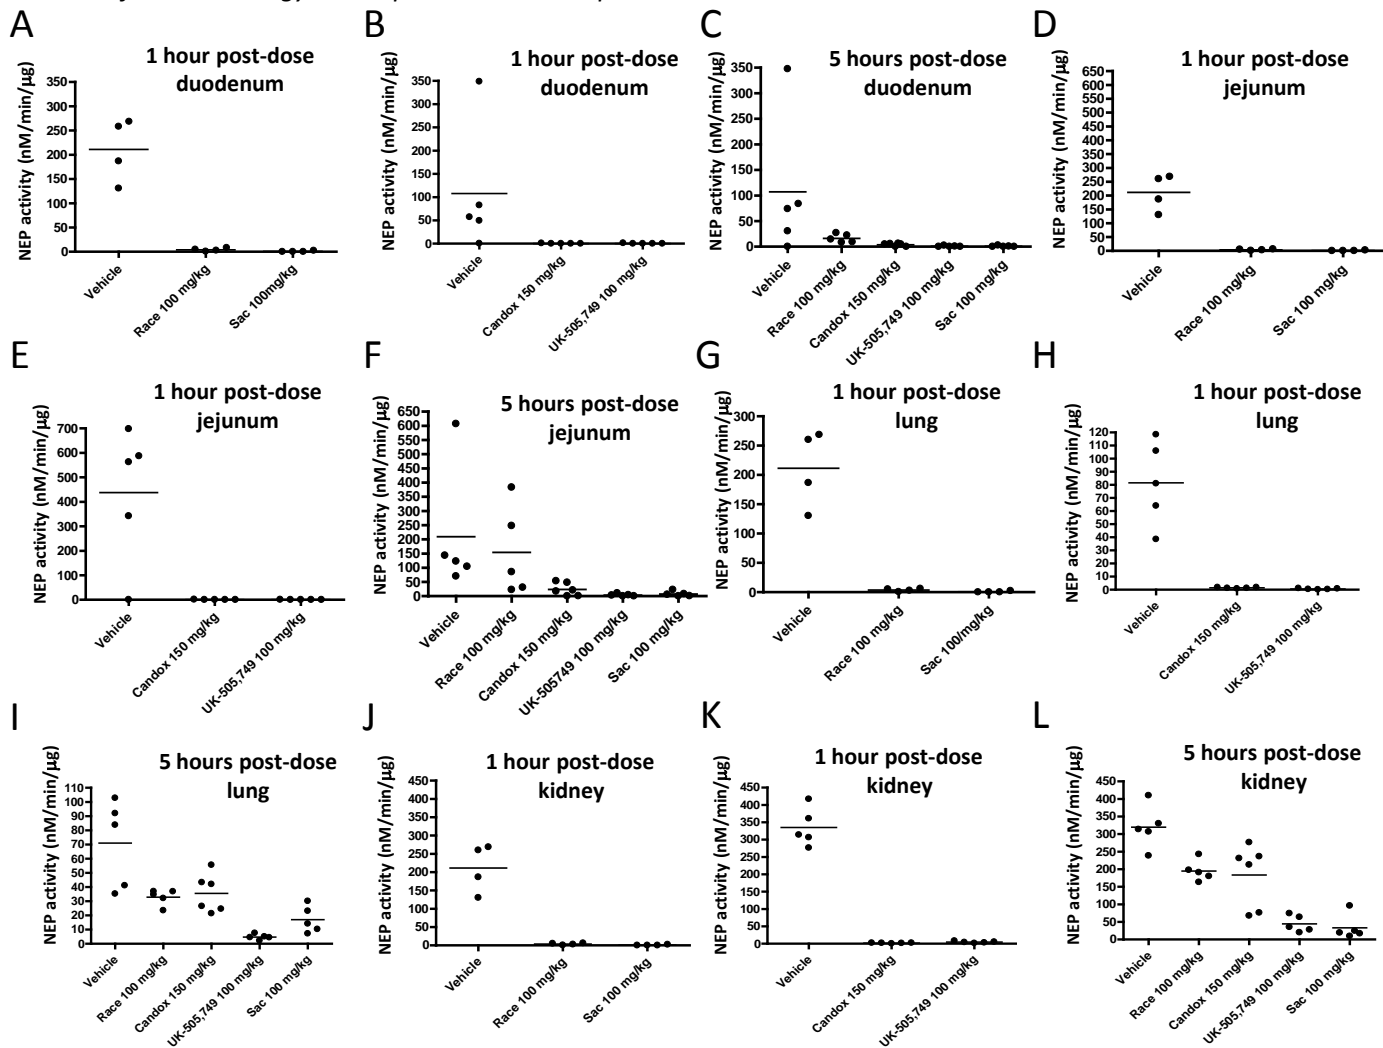 A
1 hour post-dose
duodenum
NEP activity (nM/min/µg)
350
300
250
200
150
100
50
0
Vehicle
Race 100 mg/kg
Sac 100mg/kg
B
1 hour post-dose
duodenum
NEP activity (nM/min/µg)
350
300
250
200
150
100
50
0
Vehicle
Candox 150 mg/kg
UK-505,749 100 mg/kg
C
5 hours post-dose
duodenum
NEP activity (nM/min/µg)
350
300
250
200
150
100
50
0
Vehicle
Race 100 mg/kg
Candox 150 mg/kg
UK-505,749 100 mg/kg
Sac 100 mg/kg
D
1 hour post-dose
jejunum
NEP activity (nM/min/µg)
650
600
550
500
450
400
350
300
250
200
150
100
50
0
Vehicle
Race 100 mg/kg
Sac 100 mg/kg
E
1 hour post-dose
jejunum
NEP activity (nM/min/µg)
700
600
500
400
300
200
100
0
Vehicle
Candox 150 mg/kg
UK-505,749 100 mg/kg
F
5 hours post-dose
jejunum
NEP activity (nM/min/µg)
650
600
550
500
450
400
350
300
250
200
150
100
50
0
Vehicle
Race 100 mg/kg
Candox 150 mg/kg
UK-505749 100 mg/kg
Sac 100 mg/kg
G
1 hour post-dose
lung
NEP activity (nM/min/µg)
300
250
200
150
100
50
0
Vehicle
Race 100 mg/kg
Sac 100/mg/kg
H
1 hour post-dose
lung
NEP activity (nM/min/µg)
120
110
100
90
80
70
60
50
40
30
20
10
0
Vehicle
Candox 150 mg/kg
UK-505,749 100 mg/kg
I
5 hours post-dose
lung
NEP activity (nM/min/µg)
110
100
90
80
70
60
50
40
30
20
10
0
Vehicle
Race 100 mg/kg
Candox 150 mg/kg
UK-505,749 100 mg/kg
Sac 100 mg/kg
J
1 hour post-dose
kidney
NEP activity (nM/min/µg)
450
400
350
300
250
200
150
100
50
0
Vehicle
Race 100 mg/kg
Sac 100 mg/kg
K
1 hour post-dose
kidney
NEP activity (nM/min/µg)
450
400
350
300
250
200
150
100
50
0
Vehicle
Candox 150 mg/kg
UK-505,749 100 mg/kg
L
5 hours post-dose
kidney
NEP activity (nM/min/µg)
450
400
350
300
250
200
150
100
50
0
Vehicle
Race 100 mg/kg
Candox 150 mg/kg
UK-505,749 100 mg/kg
Sac 100 mg/kg